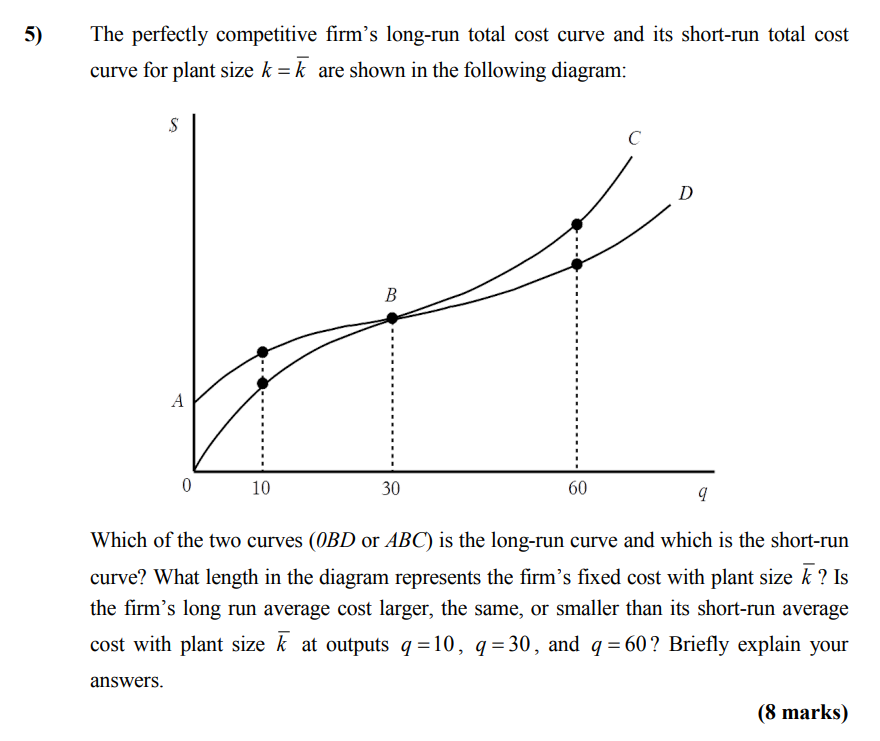 5) The perfectly competitive firm's long-run total cost curve and its short-run total cost
curve for plant size k = k̄ are shown in the following diagram:
$
C
D
B
A
0 10 30 60 q
Which of the two curves (0BD or ABC) is the long-run curve and which is the short-run
curve? What length in the diagram represents the firm's fixed cost with plant size k̄ ? Is
the firm's long run average cost larger, the same, or smaller than its short-run average
cost with plant size k̄ at outputs q = 10, q = 30, and q = 60? Briefly explain your
answers.
(8 marks)